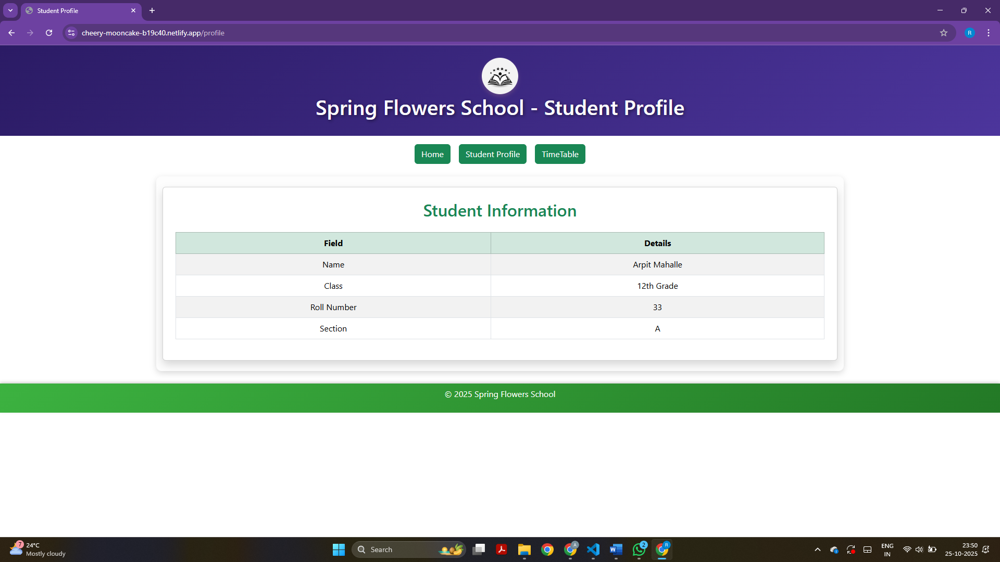 Student Profile
cheery-mooncake-b19c40.netlify.app/profile
R
Spring Flowers School - Student Profile
Home Student Profile TimeTable
Student Information
Field Details
Name Arpit Mahalle
Class 12th Grade
Roll Number 33
Section A
© 2025 Spring Flowers School
7
24°C
Mostly cloudy
Search
A
W
2
R
ENG
IN
23:50
25-10-2025